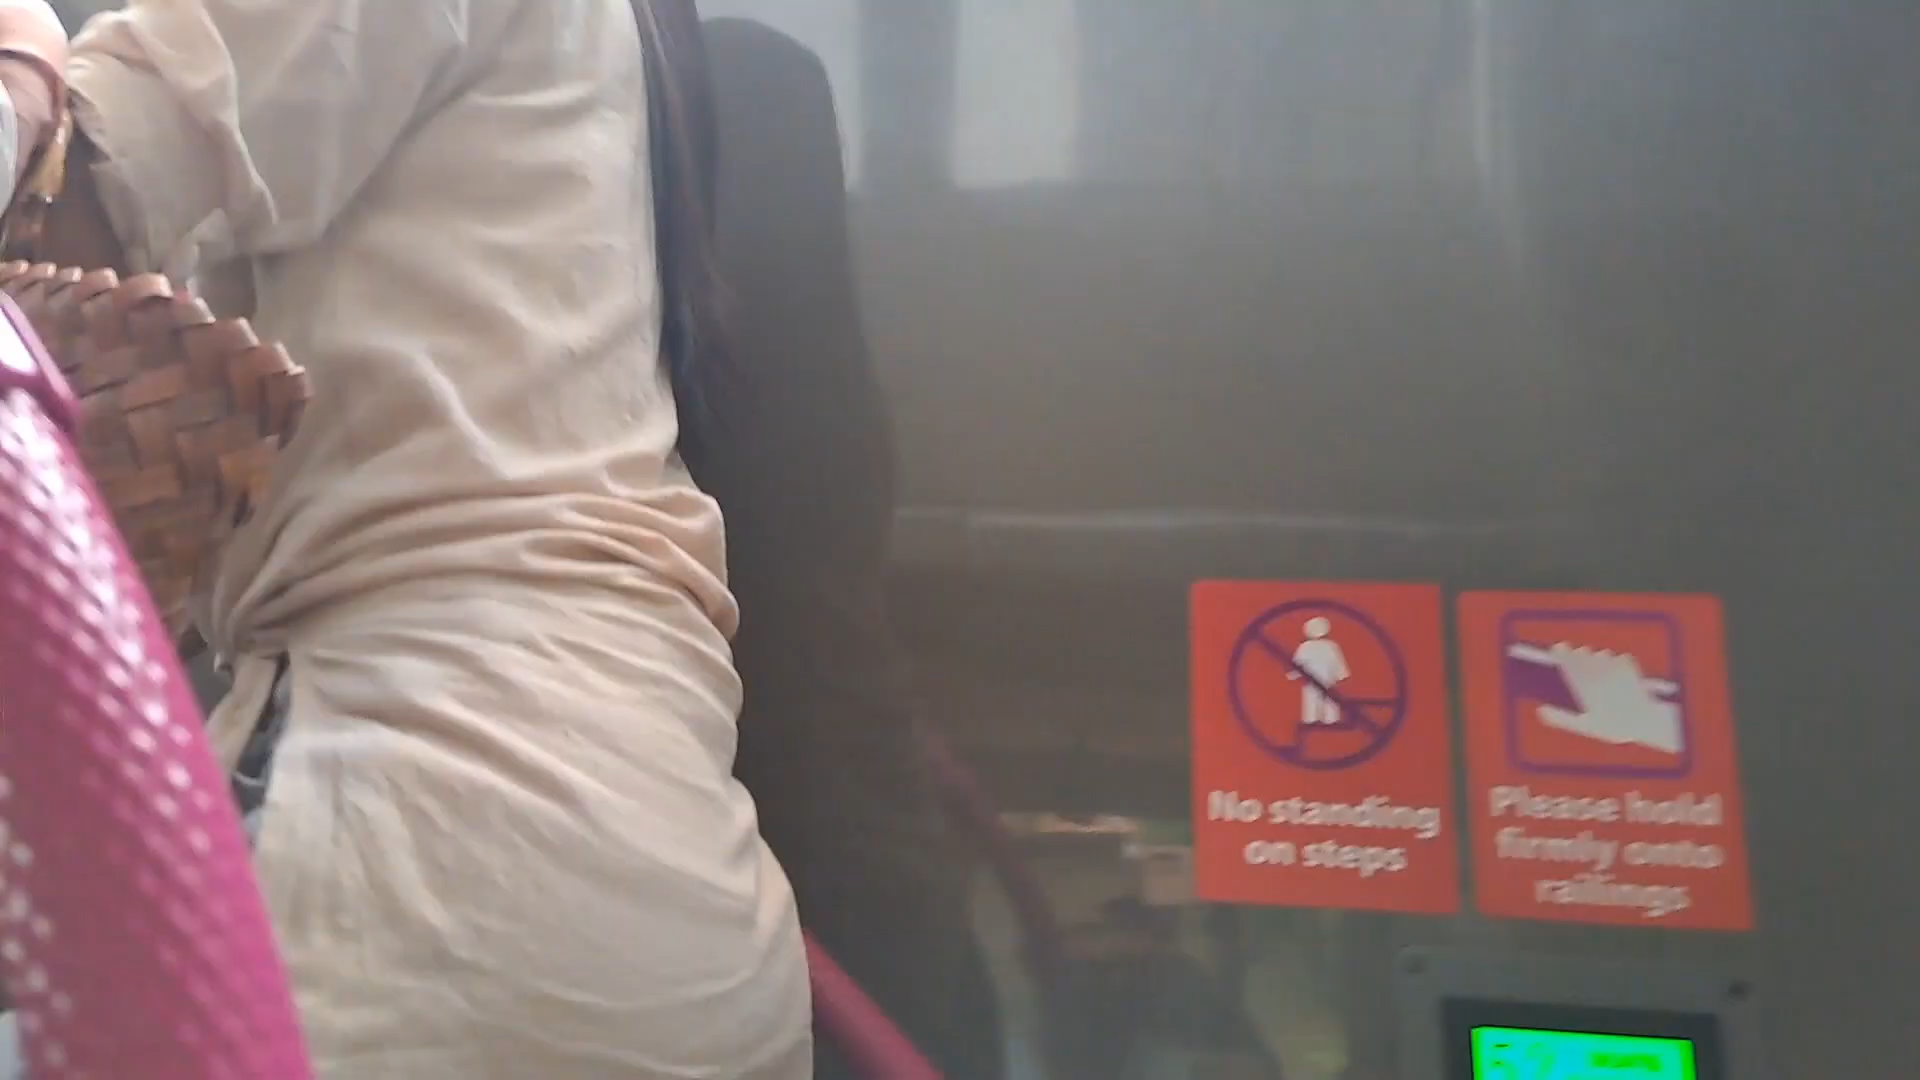 No standing
on steps
Please hold
firmly onto
railings